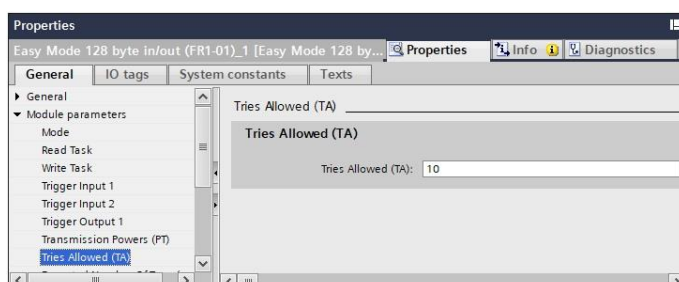 Properties
Easy Mode 128 byte in/out (FR1-01)_1 [Easy Mode 128 by...
Properties
Info
Diagnostics
General
IO tags
System constants
Texts
General
Module parameters
Mode
Read Task
Write Task
Trigger Input 1
Trigger Input 2
Trigger Output 1
Transmission Powers (PT)
Tries Allowed (TA)
Tries Allowed (TA)
Tries Allowed (TA)
Tries Allowed (TA): 10